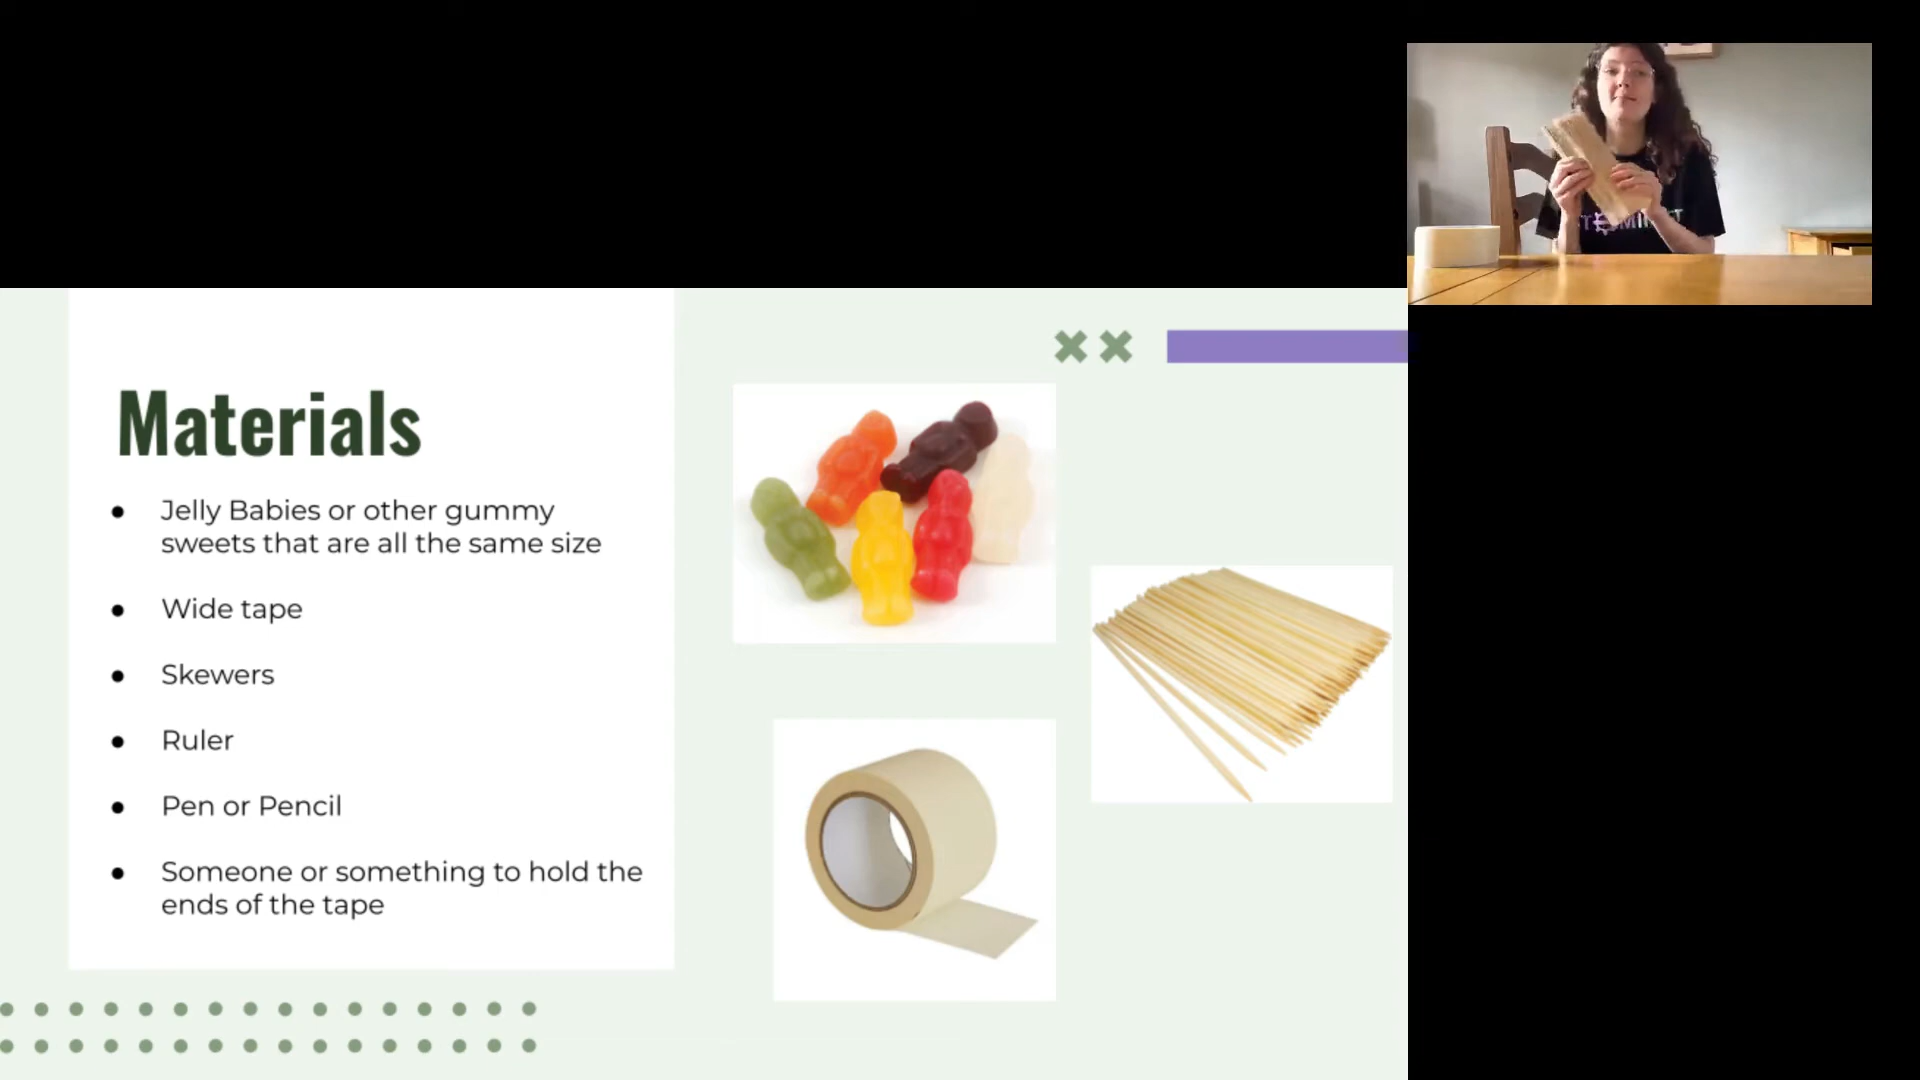 Materials
● Jelly Babies or other gummy
sweets that are all the same size
● Wide tape
● Skewers
● Ruler
● Pen or Pencil
● Someone or something to hold the
ends of the tape